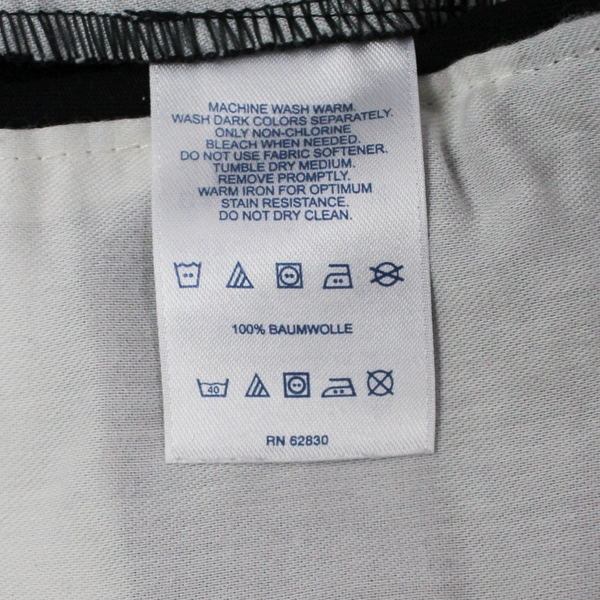 MACHINE WASH WARM.
WASH DARK COLORS SEPARATELY.
ONLY NON-CHLORINE
BLEACH WHEN NEEDED.
DO NOT USE FABRIC SOFTENER.
TUMBLE DRY MEDIUM.
REMOVE PROMPTLY.
WARM IRON FOR OPTIMUM
STAIN RESISTANCE.
DO NOT DRY CLEAN.
100% BAUMWOLLE
40
RN 62830